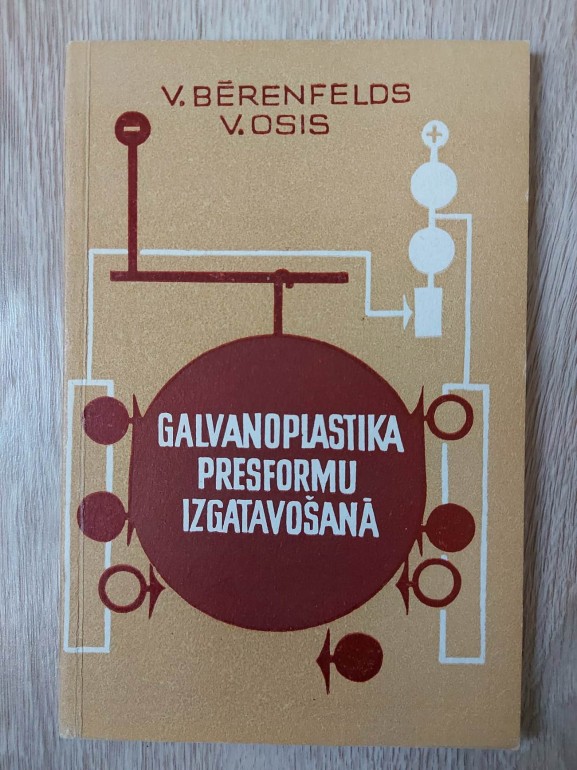 V. BĒRENFELDS
V. OSIS
GALVANOPLASTIKA
PRESFORMU
IZGATAVOŠANĀ